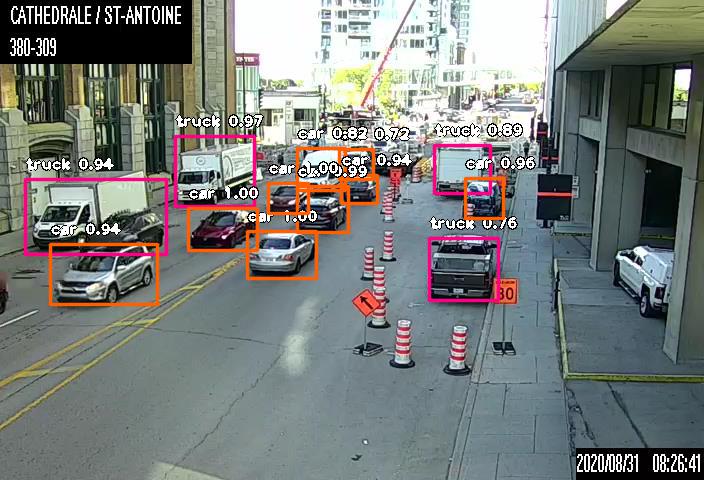 CATHEDRALE / ST-ANTOINE
380-309
truck 0.97
car 0.82
0.72
truck 0.89
truck 0.94
car 0.94
car 0.96
car 1.00
car 1.00
truck 0.76
car 0.94
30
2020/08/31 08:26:41